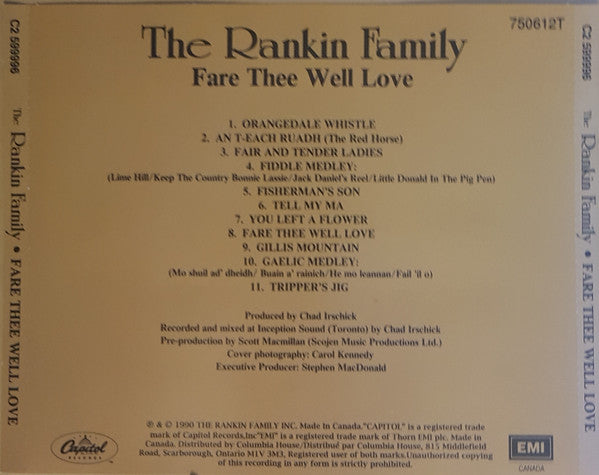 750612T
The Rankin Family
Fare Thee Well Love
1. ORANGEDALE WHISTLE
2. AN T-EACH RUADH (The Red Horse)
3. FAIR AND TENDER LADIES
4. FIDDLE MEDLEY:
(Lime Hill/Keep The Country Bonnie Lassie/Jack Daniel's Reel/Little Donald In The Pig Pen)
5. FISHERMAN'S SON
6. TELL MY MA
7. YOU LEFT A FLOWER
8. FARE THEE WELL LOVE
9. GILLIS MOUNTAIN
10. GAELIC MEDLEY:
(Mo shuil ad' dheidh/ Buain a' rainich/He mo leannan/Fail 'il o)
11. TRIPPER'S JIG
Produced by Chad Irschick
Recorded and mixed at Inception Sound (Toronto) by Chad Irschick
Pre-production by Scott Macmillan (Scojen Music Productions Ltd.)
Cover photography: Carol Kennedy
Executive Producer: Stephen MacDonald
℗ & © 1990 THE RANKIN FAMILY INC. Made in Canada."CAPITOL" is a registered trade
mark of Capitol Records,Inc"EMI" is a registered trade mark of Thorn EMI plc. Made in
Canada. Distributed by Columbia House/Distribué par Columbia House, 815 Middlefield
Road, Scarborough, Ontario M1V 3M3, Registered user of both marks.Unauthorized copying
of this recording in any form is strictly prohibited.
Capitol
RECORDS
EMI
CANADA
C2 599996
The Rankin Family • FARE THEE WELL LOVE
C2 599996
The Rankin Family • FARE THEE WELL LOVE